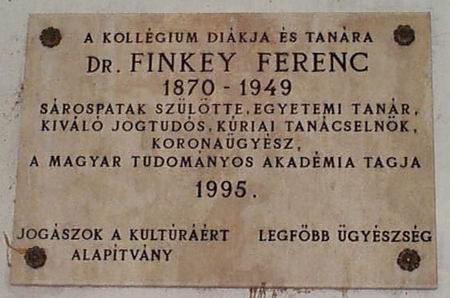 A KOLLÉGIUM DIÁKJA ÉS TANÁRA
DR. FINKEY FERENC
1870 - 1949
SÁROSPATAK SZÜLÖTTE, EGYETEMI TANÁR,
KIVÁLÓ JOGTUDÓS, KÚRIAI TANÁCSELNÖK,
KORONAÜGYÉSZ,
A MAGYAR TUDOMÁNYOS AKADÉMIA TAGJA
1995.
JOGÁSZOK A KULTÚRÁÉRT
ALAPÍTVÁNY
LEGFÖBB ÜGYÉSZSÉG